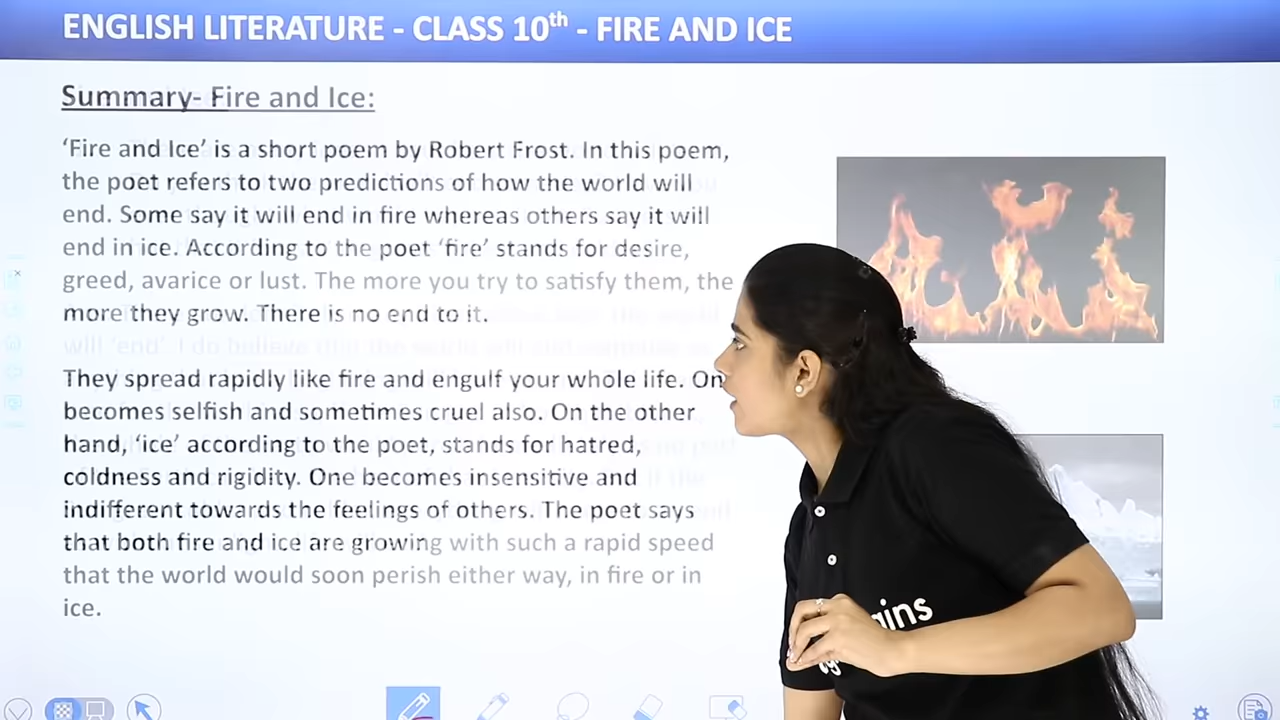 ENGLISH LITERATURE - CLASS 10th - FIRE AND ICE
Summary- Fire and Ice:
‘Fire and Ice’ is a short poem by Robert Frost. In this poem,
the poet refers to two predictions of how the world will
end. Some say it will end in fire whereas others say it will
end in ice. According to the poet ‘fire’ stands for desire,
greed, avarice or lust. The more you try to satisfy them, the
more they grow. There is no end to it.
They spread rapidly like fire and engulf your whole life. On
becomes selfish and sometimes cruel also. On the other
hand, ‘ice’ according to the poet, stands for hatred,
coldness and rigidity. One becomes insensitive and
indifferent towards the feelings of others. The poet says
that both fire and ice are growing with such a rapid speed
that the world would soon perish either way, in fire or in
ice.
ains